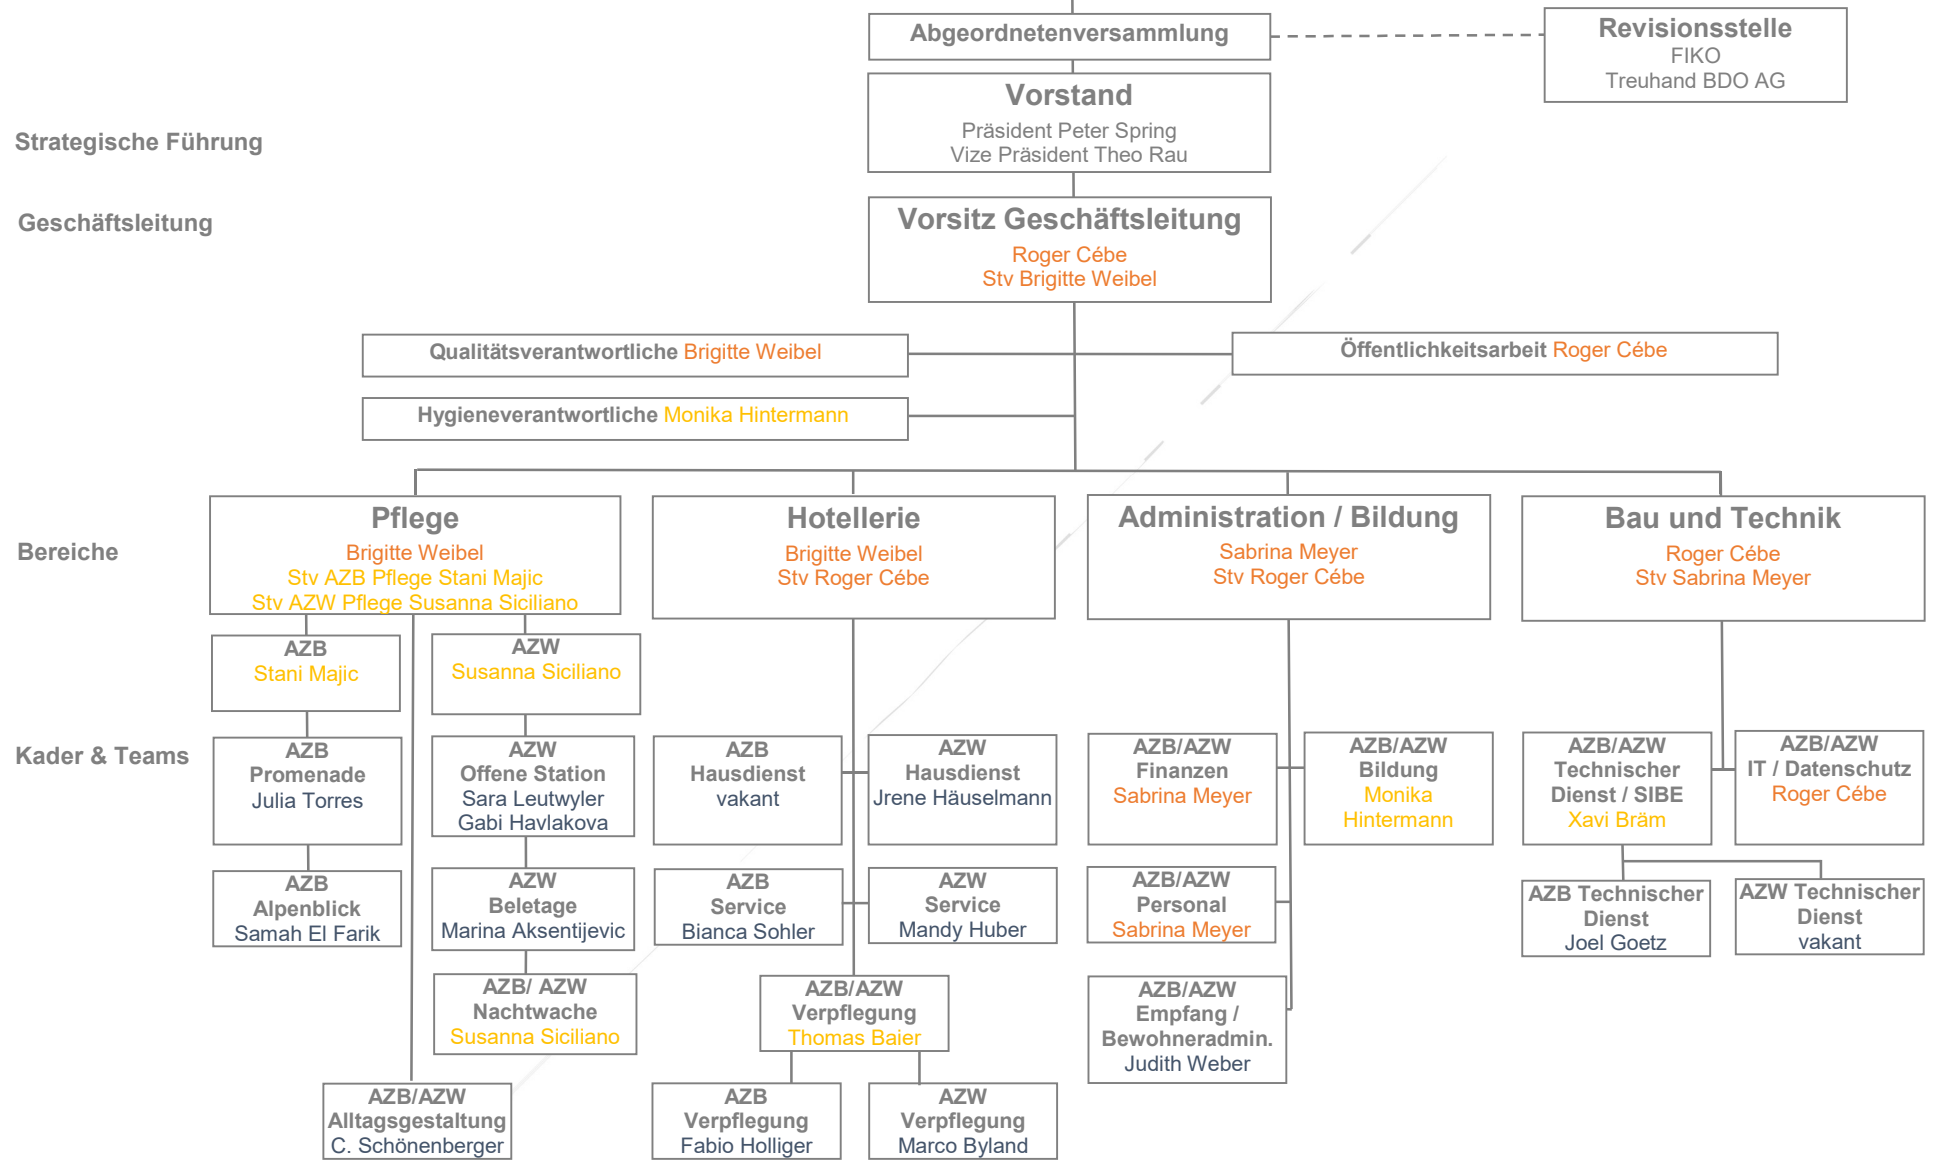 Abgeordnetenversammlung
Revisionsstelle
FIKO
Treuhand BDO AG
Strategische Führung
Vorstand
Präsident Peter Spring
Vize Präsident Theo Rau
Geschäftsleitung
Vorsitz Geschäftsleitung
Roger Cébe
Stv Brigitte Weibel
Qualitätsverantwortliche Brigitte Weibel
Öffentlichkeitsarbeit Roger Cébe
Hygieneverantwortliche Monika Hintermann
Bereiche
Pflege
Brigitte Weibel
Stv AZB Pflege Stani Majic
Stv AZW Pflege Susanna Siciliano
Hotellerie
Brigitte Weibel
Stv Roger Cébe
Administration / Bildung
Sabrina Meyer
Stv Roger Cébe
Bau und Technik
Roger Cébe
Stv Sabrina Meyer
AZB
Stani Majic
AZW
Susanna Siciliano
Kader & Teams
AZB
Promenade
Julia Torres
AZW
Offene Station
Sara Leutwyler
Gabi Havlakova
AZB
Hausdienst
vakant
AZW
Hausdienst
Jrene Häuselmann
AZB/AZW
Finanzen
Sabrina Meyer
AZB/AZW
Bildung
Monika
Hintermann
AZB/AZW
Technischer
Dienst / SIBE
Xavi Bräm
AZB/AZW
IT / Datenschutz
Roger Cébe
AZB
Alpenblick
Samah El Farik
AZW
Beletage
Marina Aksentijevic
AZB
Service
Bianca Sohler
AZW
Service
Mandy Huber
AZB/AZW
Personal
Sabrina Meyer
AZB Technischer
Dienst
Joel Goetz
AZW Technischer
Dienst
vakant
AZB/ AZW
Nachtwache
Susanna Siciliano
AZB/AZW
Verpflegung
Thomas Baier
AZB/AZW
Empfang /
Bewohneradmin.
Judith Weber
AZB/AZW
Alltagsgestaltung
C. Schönenberger
AZB
Verpflegung
Fabio Holliger
AZW
Verpflegung
Marco Byland